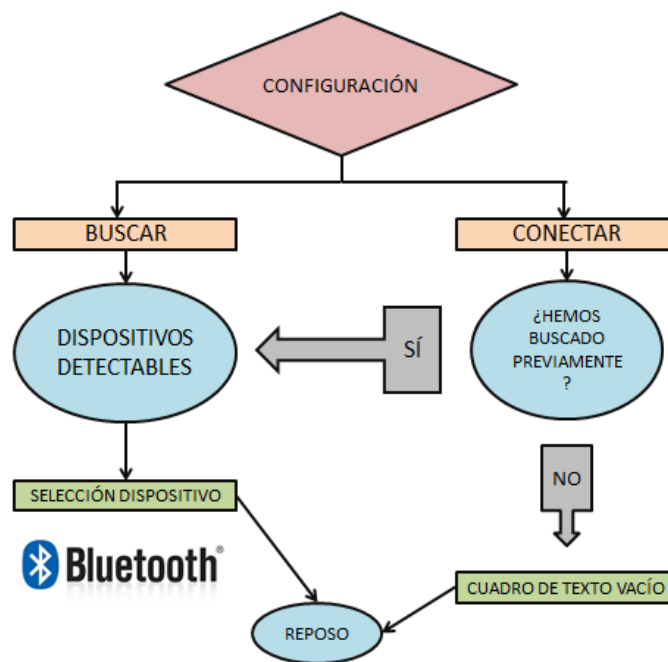 CONFIGURACIÓN
BUSCAR
CONECTAR
DISPOSITIVOS
DETECTABLES
SÍ
¿HEMOS
BUSCADO
PREVIAMENTE
?
NO
SELECCIÓN DISPOSITIVO
Bluetooth®
CUADRO DE TEXTO VACÍO
REPOSO